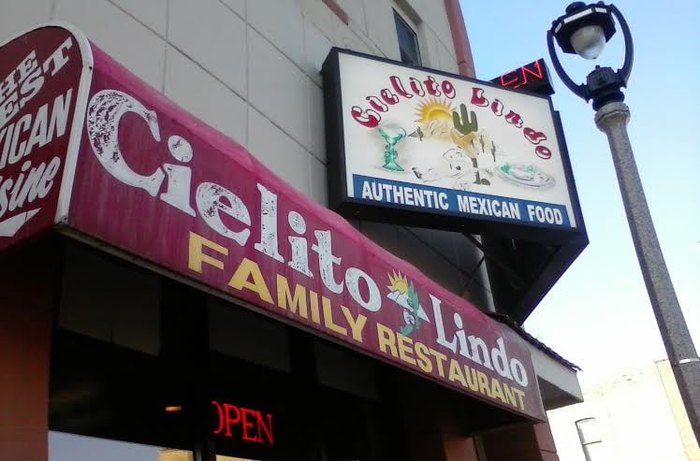 Cielito Lindo
AUTHENTIC MEXICAN FOOD
Cielito Lindo
FAMILY RESTAURANT
OPEN